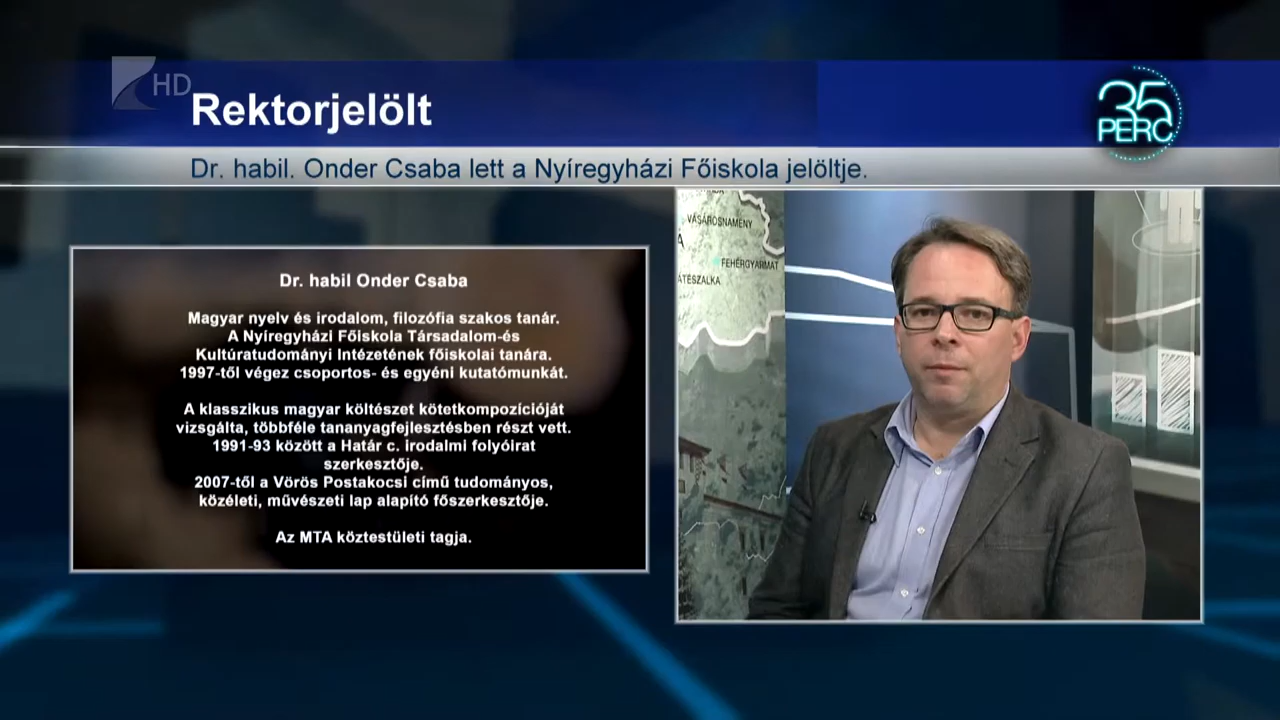 HD
Rektorjelölt
35
PERC
Dr. habil. Onder Csaba lett a Nyíregyházi Főiskola jelöltje.
Dr. habil Onder Csaba
Magyar nyelv és irodalom, filozófia szakos tanár.
A Nyíregyházi Főiskola Társadalom-és
Kultúratudományi Intézetének főiskolai tanára.
1997-től végez csoportos- és egyéni kutatómunkát.
A klasszikus magyar költészet kötetkompozícióját
vizsgálta, többféle tananyagfejlesztésben részt vett.
1991-93 között a Határ c. irodalmi folyóirat
szerkesztője.
2007-től a Vörös Postakocsi című tudományos,
közéleti, művészeti lap alapító főszerkesztője.
Az MTA köztestületi tagja.
VÁSÁROSNAMÉNY
FEHÉRGYARMAT
ÁTÉSZALKA